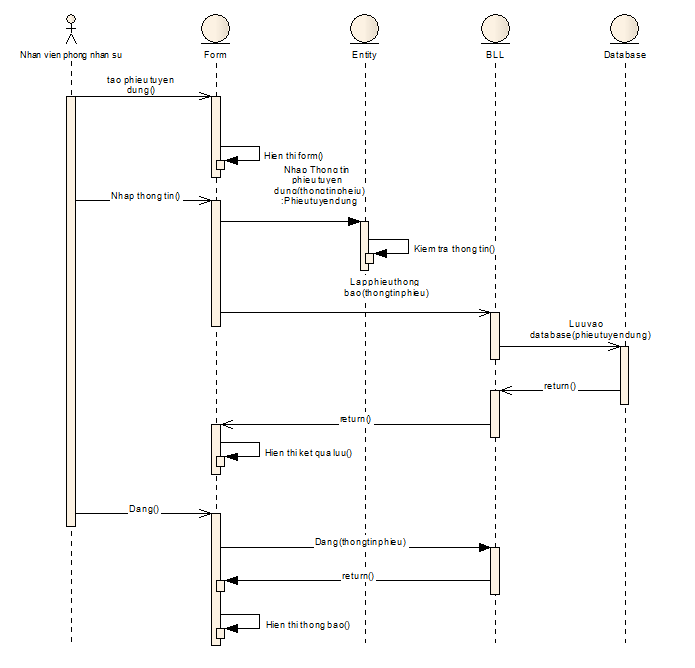 Nhan vien phong nhan su
Form
Entity
BLL
Database
tao phieu tuyen
dung()
Hien thi form()
Nhap Thong tin
phieu tuyen
dung(thongtinpheiu)
:Phieutuyendung
Nhap thong tin()
Kiem tra thong tin()
Lapphieuthong
bao(thongtinphieu)
Luuvao
database(phieutuyendung)
return()
return()
Hien thi ket qua luu()
Dang()
Dang(thongtinphieu)
return()
Hien thi thong bao()